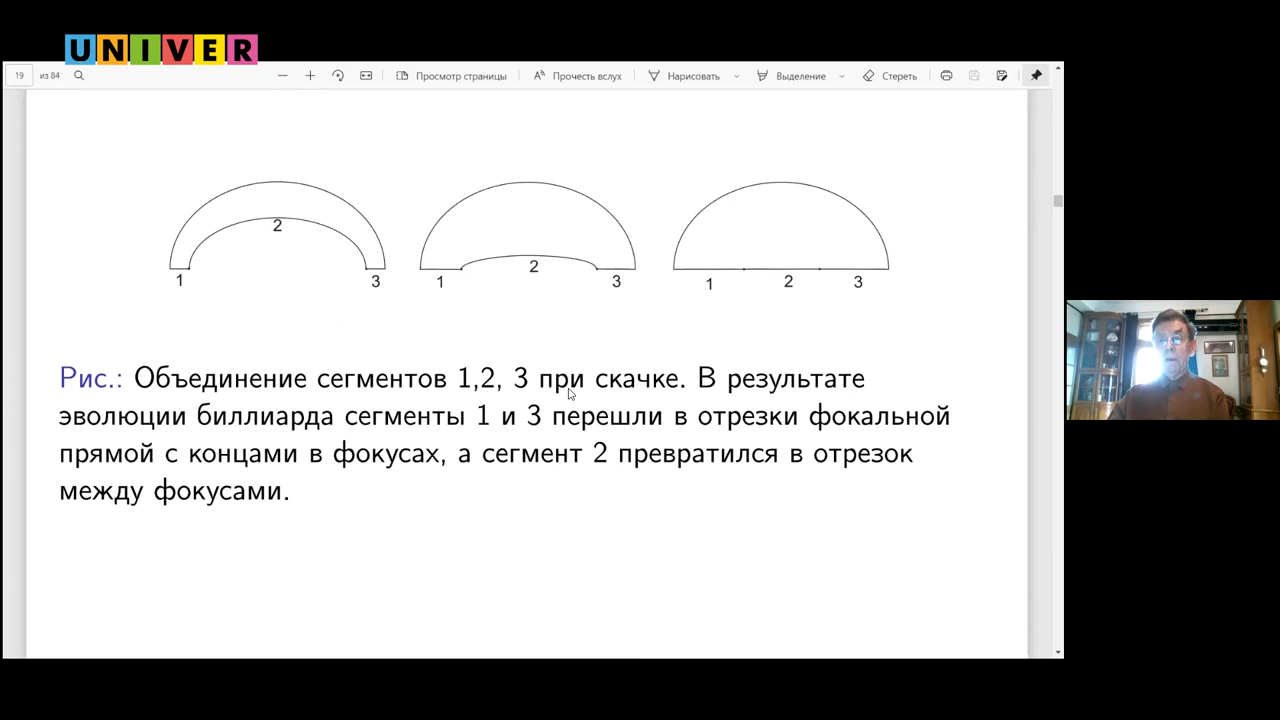 UNIVER
19 из 84 Просмотр страницы Прочесть вслух Нарисовать Выделение Стереть
2 2
1 3 1 3 1 2 3
Рис.: Объединение сегментов 1,2, 3 при скачке. В результате
эволюции биллиарда сегменты 1 и 3 перешли в отрезки фокальной
прямой с концами в фокусах, а сегмент 2 превратился в отрезок
между фокусами.